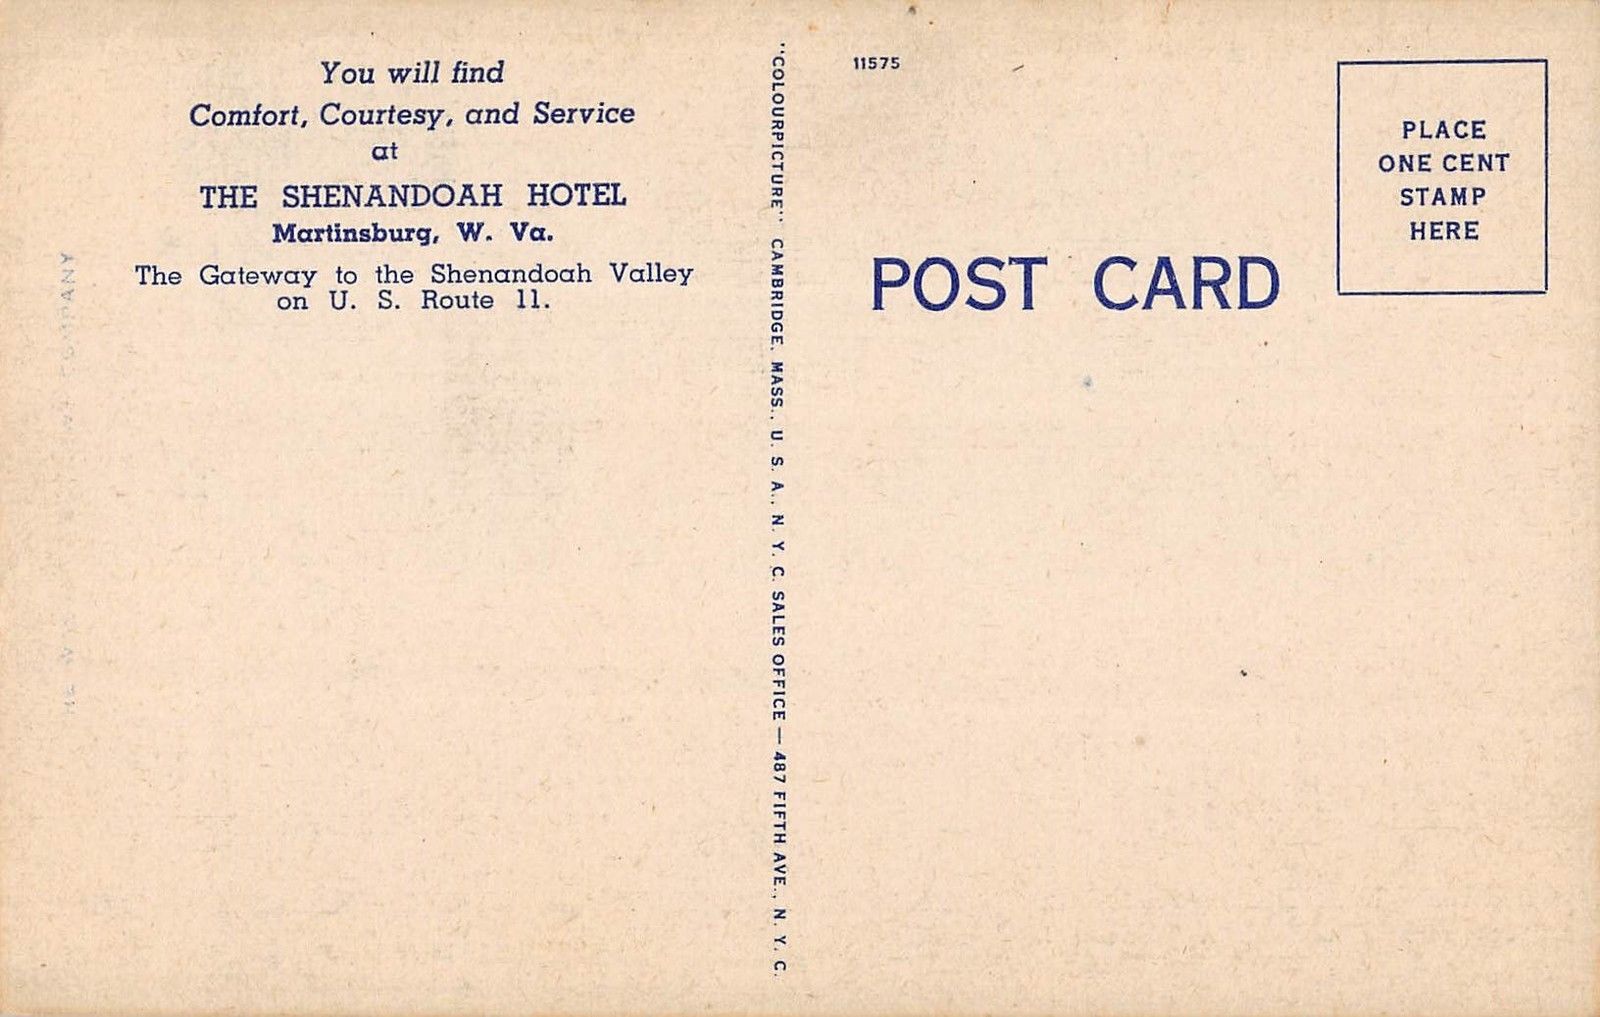 You will find
Comfort, Courtesy, and Service
at
THE SHENANDOAH HOTEL
Martinsburg, W. Va.
The Gateway to the Shenandoah Valley
on U. S. Route 11.
"COLOURPICTURE" CAMBRIDGE, MASS., U. S. A., N. Y. C. SALES OFFICE — 487 FIFTH AVE., N. Y. C.
11575
POST CARD
PLACE
ONE CENT
STAMP
HERE